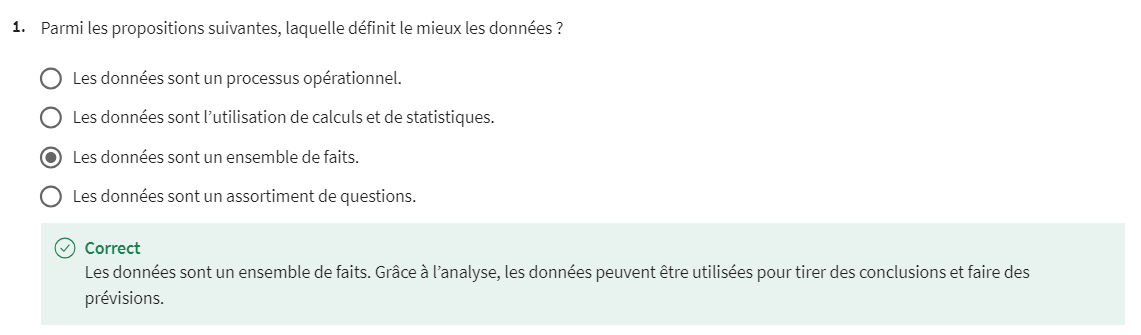 1. Parmi les propositions suivantes, laquelle définit le mieux les données ?
Les données sont un processus opérationnel.
Les données sont l’utilisation de calculs et de statistiques.
Les données sont un ensemble de faits.
Les données sont un assortiment de questions.
Correct
Les données sont un ensemble de faits. Grâce à l’analyse, les données peuvent être utilisées pour tirer des conclusions et faire des
prévisions.